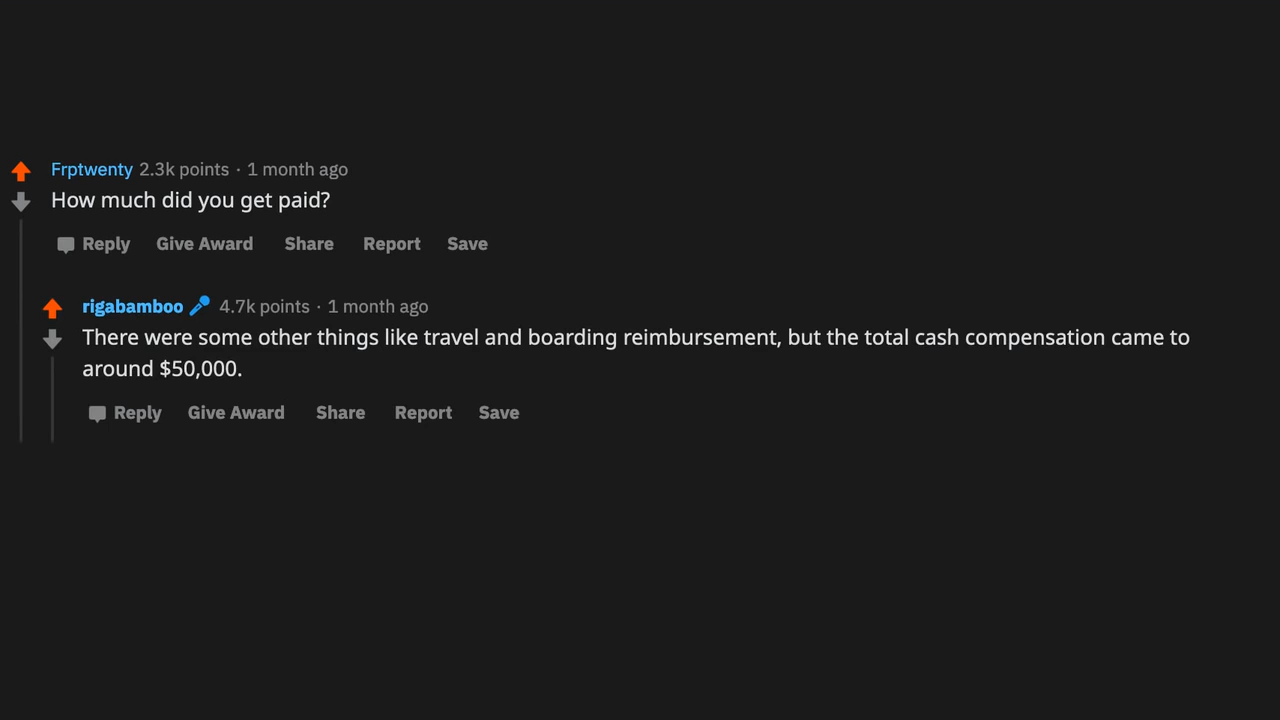 Frptwenty 2.3k points · 1 month ago
How much did you get paid?
Reply Give Award Share Report Save
rigabamboo 4.7k points · 1 month ago
There were some other things like travel and boarding reimbursement, but the total cash compensation came to
around $50,000.
Reply Give Award Share Report Save